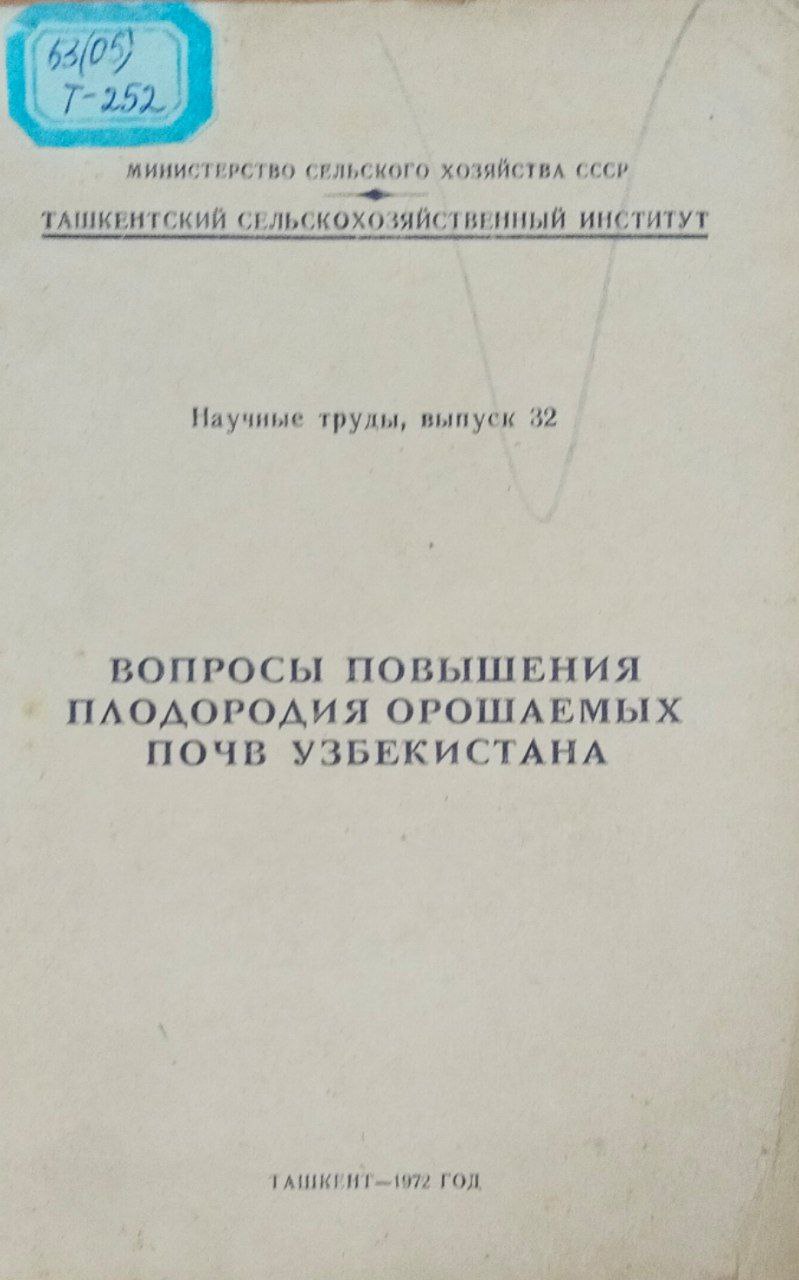 63(05)
Т-252
МИНИСТЕРСТВО СЕЛЬСКОГО ХОЗЯЙСТВА СССР
ТАШКЕНТСКИЙ СЕЛЬСКОХОЗЯЙСТВЕННЫЙ ИНСТИТУТ
Научные труды, выпуск 32
ВОПРОСЫ ПОВЫШЕНИЯ
ПЛОДОРОДИЯ ОРОШАЕМЫХ
ПОЧВ УЗБЕКИСТАНА
ТАШКЕНТ—1972 ГОД